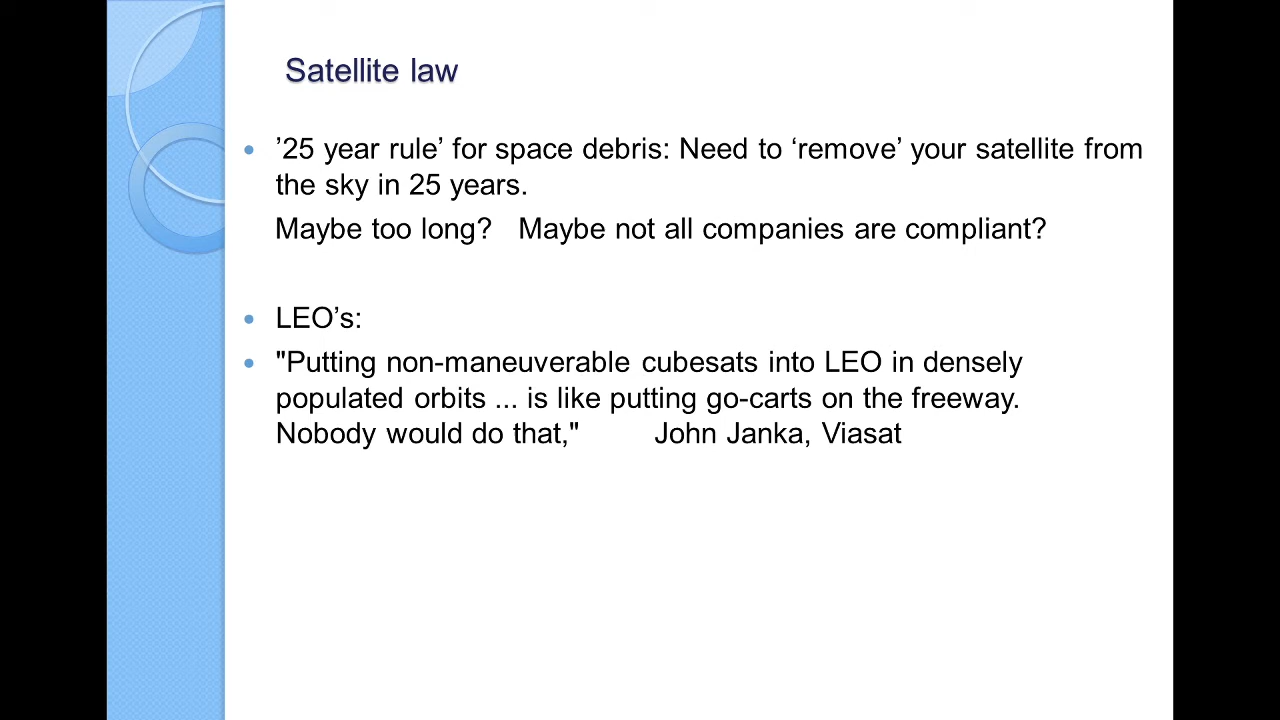 Satellite law
’25 year rule’ for space debris: Need to ‘remove’ your satellite from
the sky in 25 years.
Maybe too long? Maybe not all companies are compliant?
LEO’s:
"Putting non-maneuverable cubesats into LEO in densely
populated orbits ... is like putting go-carts on the freeway.
Nobody would do that," John Janka, Viasat